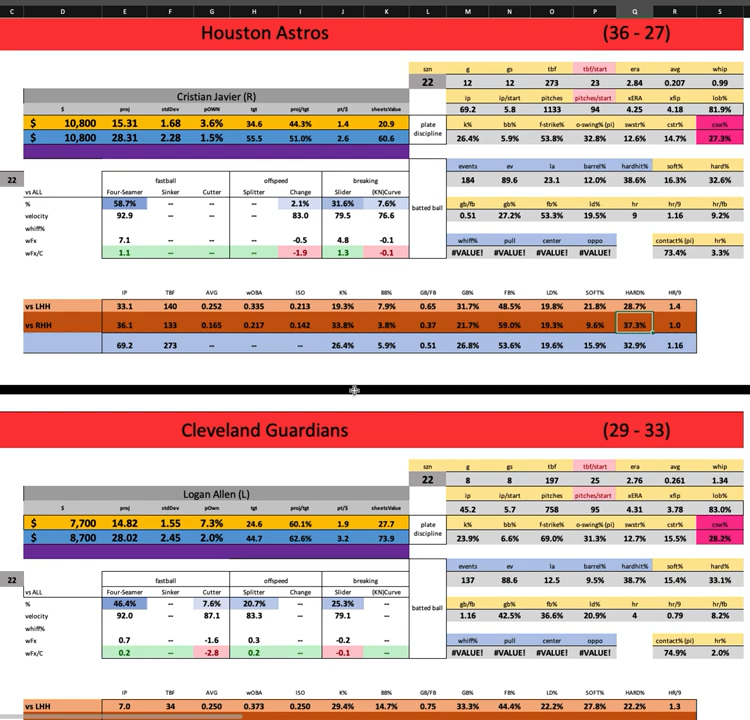 C D E F G H I J K L M N O P Q R S
Houston Astros (36 - 27)
szn g gs tbf tbf/start era avg whip
22 12 12 273 23 2.84 0.207 0.99
Cristian Javier (R) ip ip/start pitches pitches/start xERA xfip lob%
$ proj stdDev pOWN tgt proj/tgt pt/$ sheetsValue 69.2 5.8 1133 94 4.25 4.18 81.9%
$ 10,800 15.31 1.68 3.6% 34.6 44.3% 1.4 20.9 plate discipline k% bb% f-strike% o-swing% (pi) swstr% cstr% csw%
$ 10,800 28.31 2.28 1.5% 55.5 51.0% 2.6 60.6 26.4% 5.9% 53.8% 32.8% 12.6% 14.7% 27.3%
events ev la barrel% hardhit% soft% hard%
22 fastball offspeed breaking 184 89.6 23.1 12.0% 38.6% 16.3% 32.6%
vs ALL Four-Seamer Sinker Cutter Splitter Change Slider (KN)Curve
% 58.7% -- -- -- 2.1% 31.6% 7.6% batted ball gb/fb gb% fb% ld% hr hr/9 hr/fb
velocity 92.9 -- -- -- 83.0 79.5 76.6 0.51 27.2% 53.3% 19.5% 9 1.16 9.2%
whiff%
wFx 7.1 -- -- -- -0.5 4.8 -0.1 whiff% pull center oppo contact% (pi) hr%
wFx/C 1.1 -- -- -- -1.9 1.3 -0.1 #VALUE! #VALUE! #VALUE! #VALUE! 73.4% 3.3%
IP TBF AVG wOBA ISO K% BB% GB/FB GB% FB% LD% SOFT% HARD% HR/9
vs LHH 33.1 140 0.252 0.335 0.213 19.3% 7.9% 0.65 31.7% 48.5% 19.8% 21.8% 28.7% 1.4
vs RHH 36.1 133 0.165 0.217 0.142 33.8% 3.8% 0.37 21.7% 59.0% 19.3% 9.6% 37.3% 1.0
69.2 273 -- -- -- 26.4% 5.9% 0.51 26.8% 53.6% 19.6% 15.9% 32.9% 1.16
Cleveland Guardians (29 - 33)
szn g gs tbf tbf/start era avg whip
22 8 8 197 25 2.76 0.261 1.34
Logan Allen (L) ip ip/start pitches pitches/start xERA xfip lob%
$ proj stdDev pOwn tgt proj/tgt pt/$ sheetsValue 45.2 5.7 758 95 4.31 3.78 83.0%
$ 7,700 14.82 1.55 7.3% 24.6 60.1% 1.9 27.7 plate discipline k% bb% f-strike% o-swing% (pi) swstr% cstr% csw%
$ 8,700 28.02 2.45 2.0% 44.7 62.6% 3.2 73.9 23.9% 6.6% 69.0% 31.3% 12.7% 15.5% 28.2%
events ev la barrel% hardhit% soft% hard%
22 fastball offspeed breaking 137 88.6 12.5 9.5% 38.7% 15.4% 33.1%
vs ALL Four-Seamer Sinker Cutter Splitter Change Slider (KN)Curve
% 46.4% -- 7.6% 20.7% -- 25.3% -- batted ball gb/fb gb% fb% ld% hr hr/9 hr/fb
velocity 92.0 -- 87.1 83.3 -- 79.1 -- 1.16 42.5% 36.6% 20.9% 4 0.79 8.2%
whiff%
wFx 0.7 -- -1.6 0.3 -- -0.2 -- whiff% pull center oppo contact% (pi) hr%
wFx/C 0.2 -- -2.8 0.2 -- -0.1 -- #VALUE! #VALUE! #VALUE! #VALUE! 74.9% 2.0%
IP TBF AVG wOBA ISO K% BB% GB/FB GB% FB% LD% SOFT% HARD% HR/9
vs LHH 7.0 34 0.250 0.373 0.250 29.4% 14.7% 0.75 33.3% 44.4% 22.2% 27.8% 22.2% 1.3